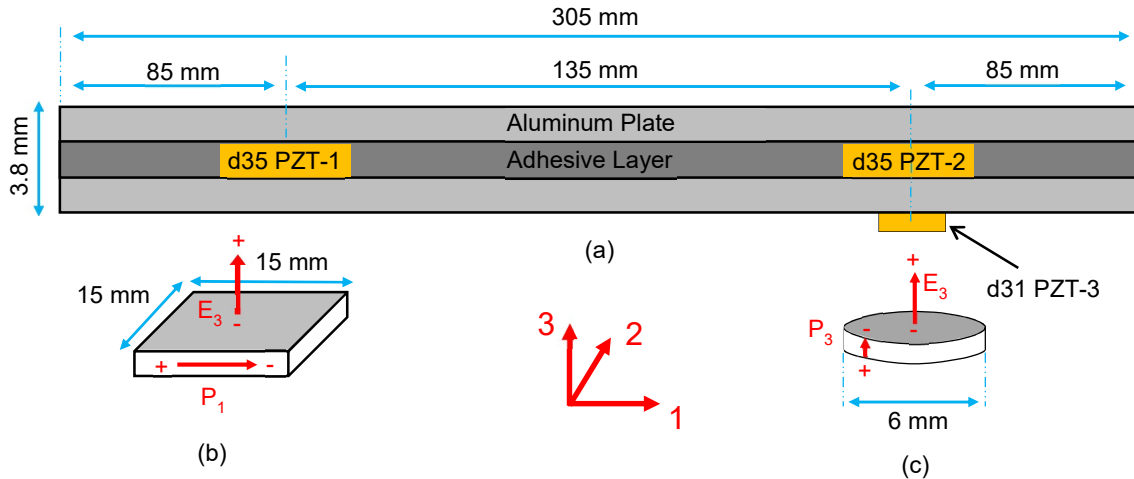 305 mm
85 mm
135 mm
85 mm
3.8 mm
Aluminum Plate
d35 PZT-1
Adhesive Layer
d35 PZT-2
(a)
d31 PZT-3
+
15 mm
15 mm
E3
-
+
-
P1
(b)
3
2
1
+
E3
P3
-
-
+
6 mm
(c)